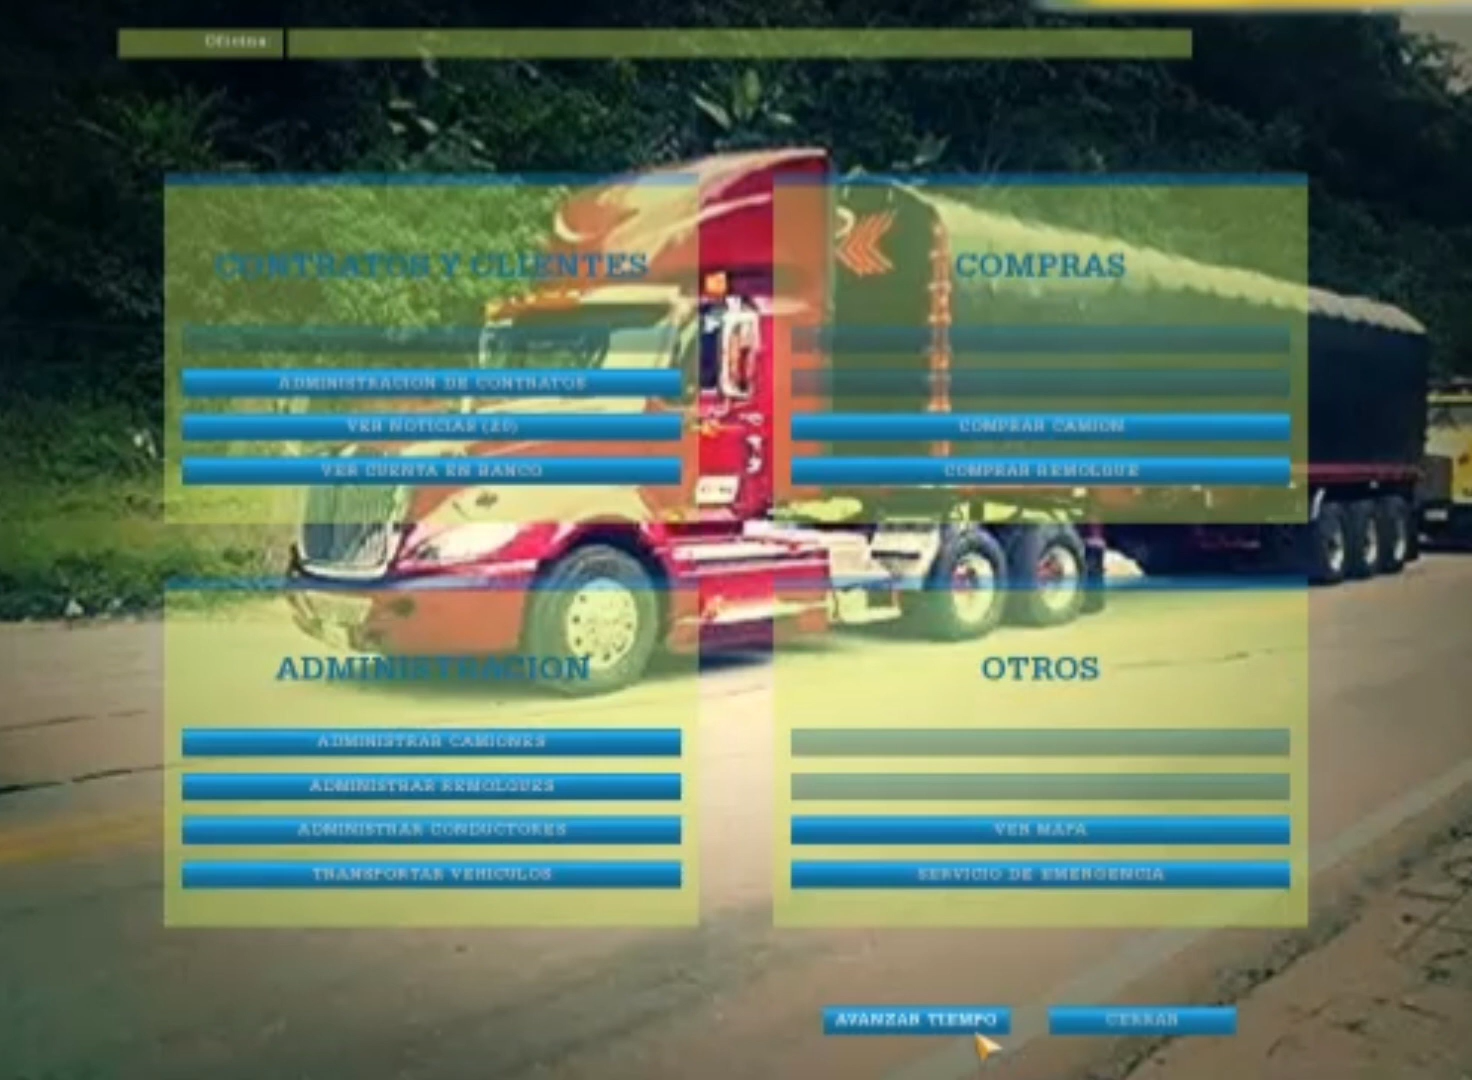 Oficina
CONTRATOS Y CLIENTES
ADMINISTRACION DE CONTRATOS
VER NOTICIAS (20)
VER CUENTA EN BANCO
COMPRAS
COMPRAR CAMION
COMPRAR REMOLQUE
ADMINISTRACION
ADMINISTRAR CAMIONES
ADMINISTRAR REMOLQUES
ADMINISTRAR CONDUCTORES
TRANSPORTAR VEHICULOS
OTROS
VER MAPA
SERVICIO DE EMERGENCIA
AVANZAR TIEMPO
CERRAR